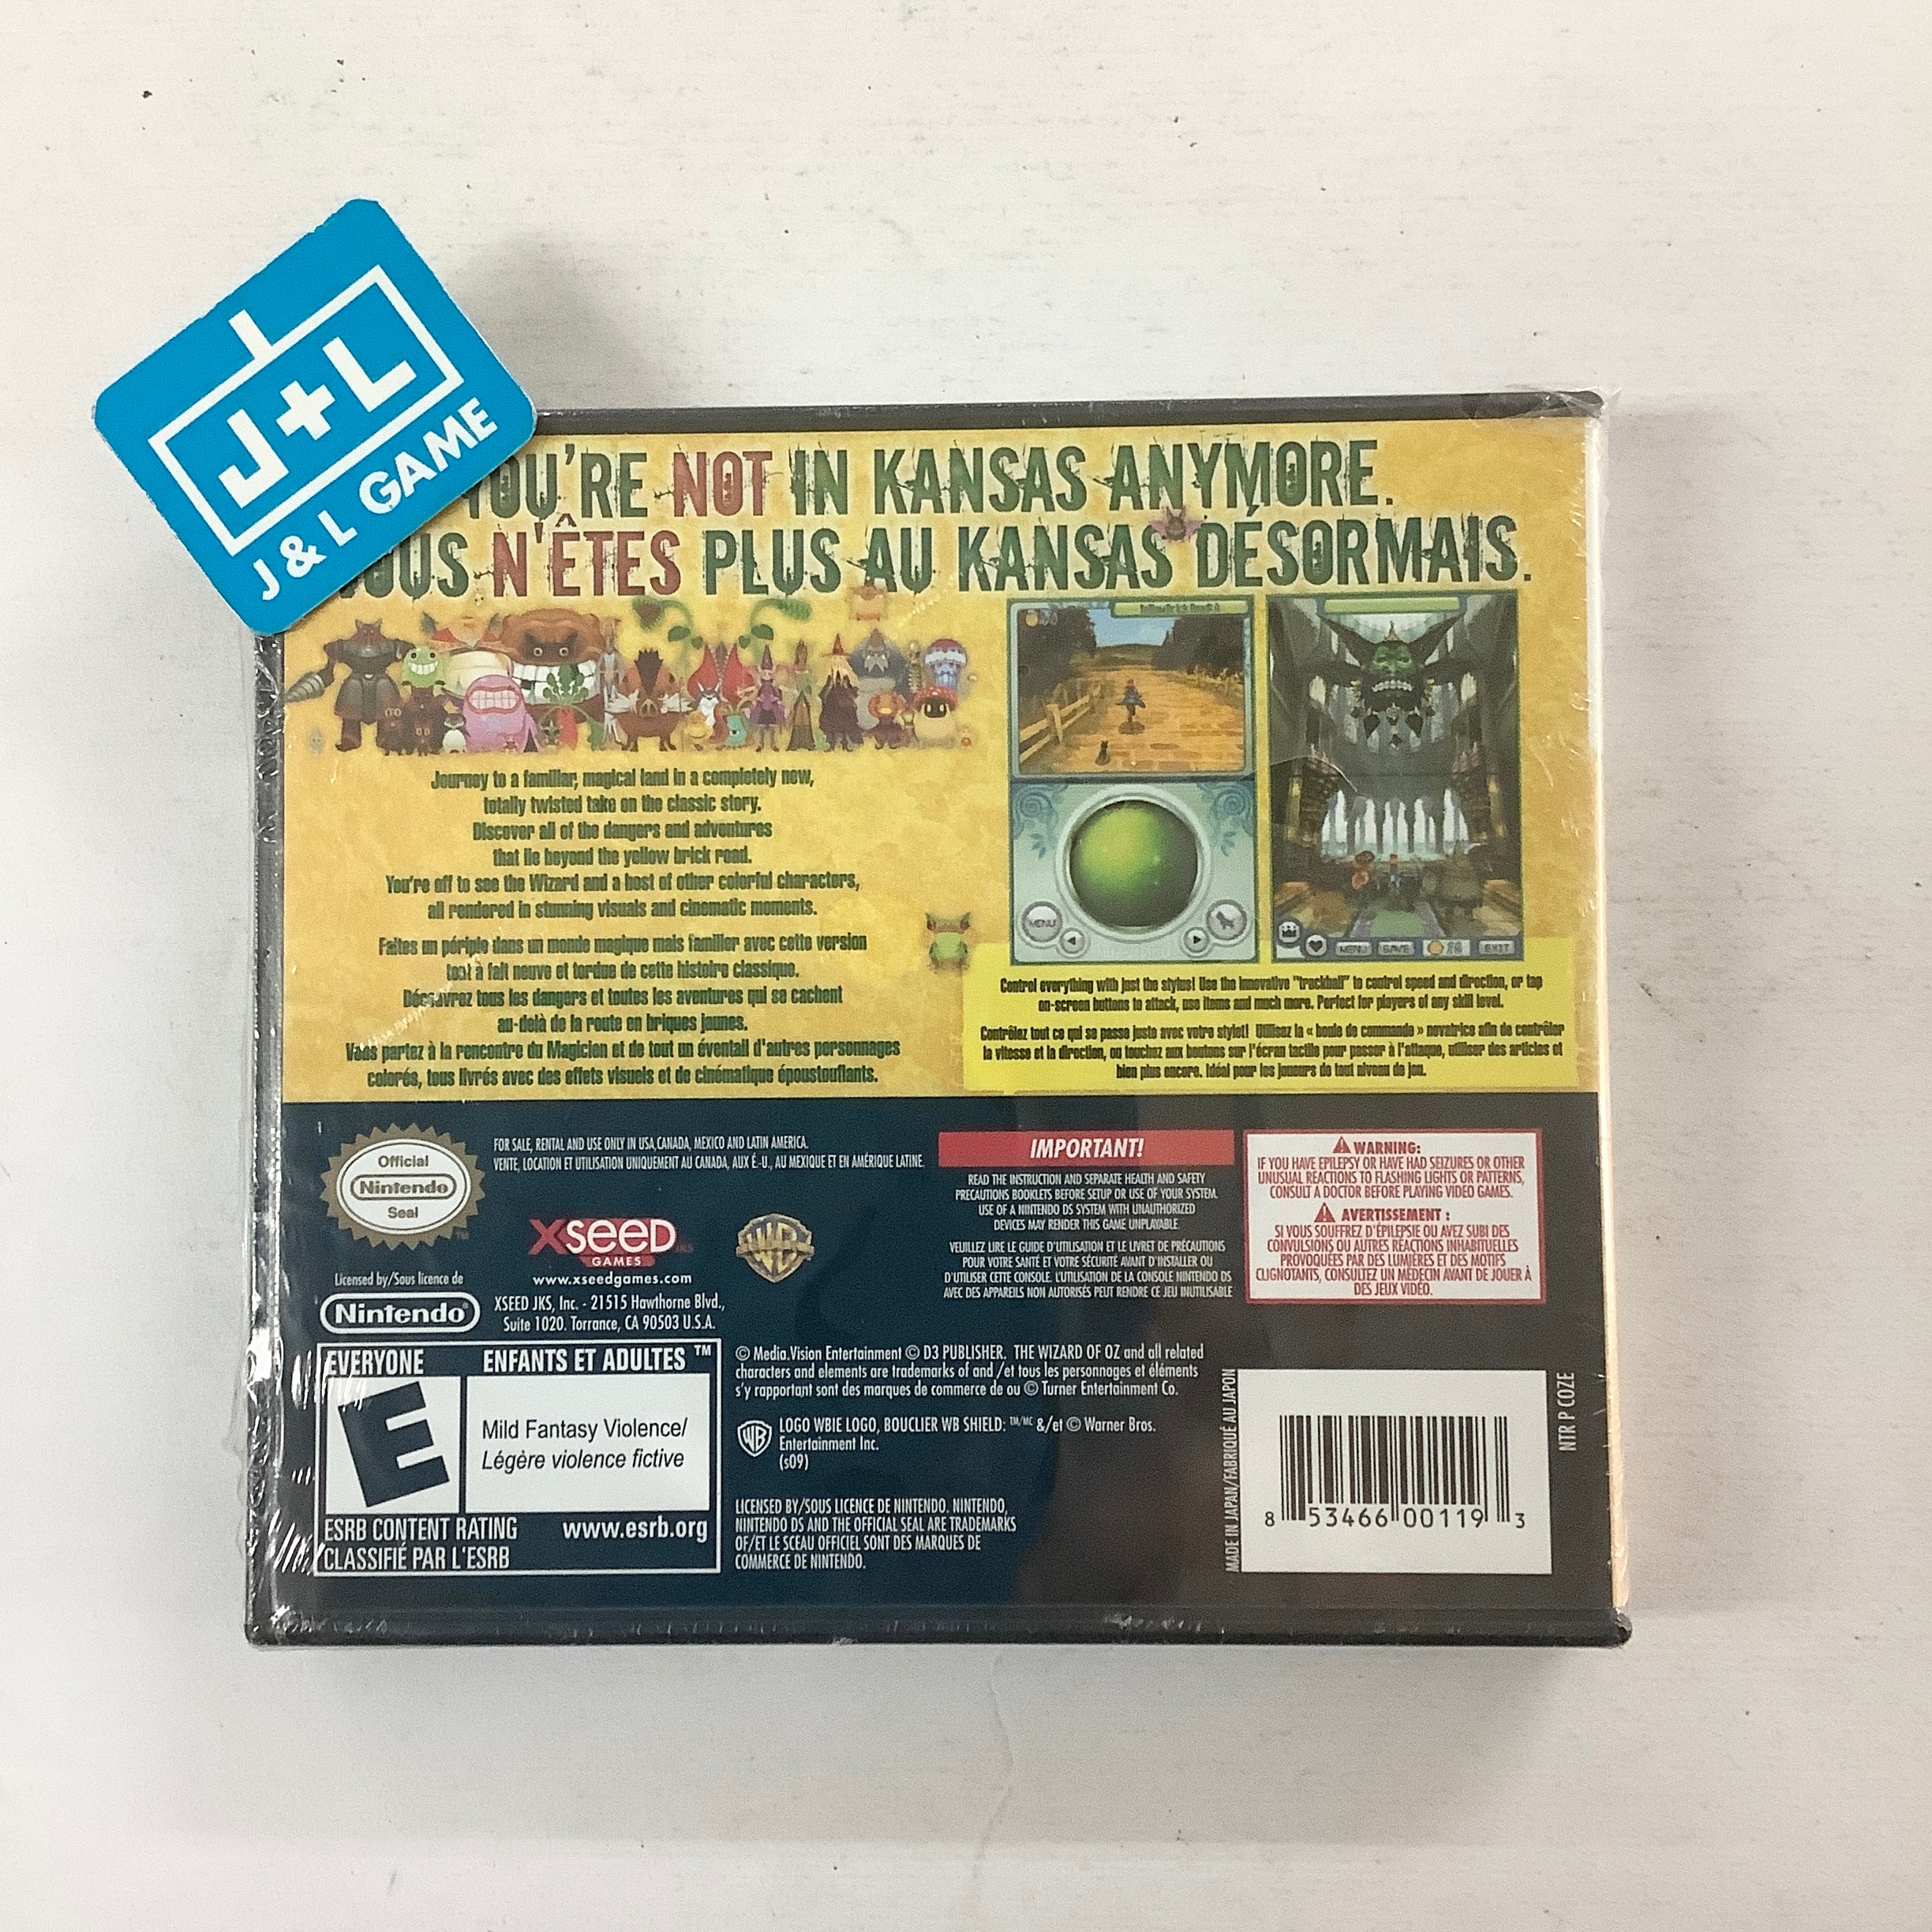 J+L
J & L GAME
YOU'RE NOT IN KANSAS ANYMORE.
VOUS N'ÊTES PLUS AU KANSAS DÉSORMAIS.
Journey to a familiar, magical land in a completely new,
totally twisted take on the classic story.
Discover all of the dangers and adventures
that lie beyond the yellow brick road.
You're off to see the Wizard and a host of other colorful characters,
all rendered in stunning visuals and cinematic moments.
Faites un périple dans un monde magique mais familier avec cette version
tout à fait neuve et tordue de cette histoire classique.
Découvrez tous les dangers et toutes les aventures qui se cachent
au-delà de la route en briques jaunes.
Vous partez à la rencontre du Magicien et de tout un éventail d'autres personnages
colorés, tous livrés avec des effets visuels et de cinématique époustouflants.
MENU
MENU SAVE EXIT
Control everything with just the stylus! Use the innovative "trackball" to control speed and direction, or tap
on-screen buttons to attack, use items and much more. Perfect for players of any skill level.
Contrôlez tout ce qui se passe juste avec votre stylet! Utilisez la « boule de commande » novatrice afin de contrôler
la vitesse et la direction, ou touchez aux boutons sur l'écran tactile pour passer à l'attaque, utiliser des articles et
bien plus encore. Idéal pour les joueurs de tout niveau de jeu.
Official
Nintendo
Seal
TM
Licensed by/Sous licence de
Nintendo®
FOR SALE, RENTAL AND USE ONLY IN USA,CANADA, MEXICO AND LATIN AMERICA.
VENTE, LOCATION ET UTILISATION UNIQUEMENT AU CANADA, AUX É.-U., AU MEXIQUE ET EN AMÉRIQUE LATINE.
XSEED JKS
GAMES
www.xseedgames.com
XSEED JKS, Inc. - 21515 Hawthorne Blvd.,
Suite 1020. Torrance, CA 90503 U.S.A.
WB
IMPORTANT!
READ THE INSTRUCTION AND SEPARATE HEALTH AND SAFETY
PRECAUTIONS BOOKLETS BEFORE SETUP OR USE OF YOUR SYSTEM.
USE OF A NINTENDO DS SYSTEM WITH UNAUTHORIZED
DEVICES MAY RENDER THIS GAME UNPLAYABLE.
VEUILLEZ LIRE LE GUIDE D'UTILISATION ET LE LIVRET DE PRÉCAUTIONS
POUR VOTRE SANTÉ ET VOTRE SÉCURITÉ AVANT D'INSTALLER OU
D'UTILISER CETTE CONSOLE. L'UTILISATION DE LA CONSOLE NINTENDO DS
AVEC DES APPAREILS NON AUTORISÉS PEUT RENDRE CE JEU INUTILISABLE
WARNING:
IF YOU HAVE EPILEPSY OR HAVE HAD SEIZURES OR OTHER
UNUSUAL REACTIONS TO FLASHING LIGHTS OR PATTERNS,
CONSULT A DOCTOR BEFORE PLAYING VIDEO GAMES.
AVERTISSEMENT :
SI VOUS SOUFFREZ D'ÉPILEPSIE OU AVEZ SUBI DES
CONVULSIONS OU AUTRES RÉACTIONS INHABITUELLES
PROVOQUÉES PAR DES LUMIÈRES ET DES MOTIFS
CLIGNOTANTS, CONSULTEZ UN MÉDECIN AVANT DE JOUER À
DES JEUX VIDÉO.
EVERYONE ENFANTS ET ADULTES TM
E
Mild Fantasy Violence/
Légère violence fictive
ESRB CONTENT RATING www.esrb.org
CLASSIFIÉ PAR L'ESRB
© Media.Vision Entertainment © D3 PUBLISHER. THE WIZARD OF OZ and all related
characters and elements are trademarks of and /et tous les personnages et éléments
s'y rapportant sont des marques de commerce de ou © Turner Entertainment Co.
WB
LOGO WBIE LOGO, BOUCLIER WB SHIELD: TM/MC &/et © Warner Bros.
Entertainment Inc.
(s09)
LICENSED BY/SOUS LICENCE DE NINTENDO. NINTENDO,
NINTENDO DS AND THE OFFICIAL SEAL ARE TRADEMARKS
OF/ET LE SCEAU OFFICIEL SONT DES MARQUES DE
COMMERCE DE NINTENDO.
MADE IN JAPAN/FABRIQUÉ AU JAPON
8 53466 00119 3
NTR P COZE